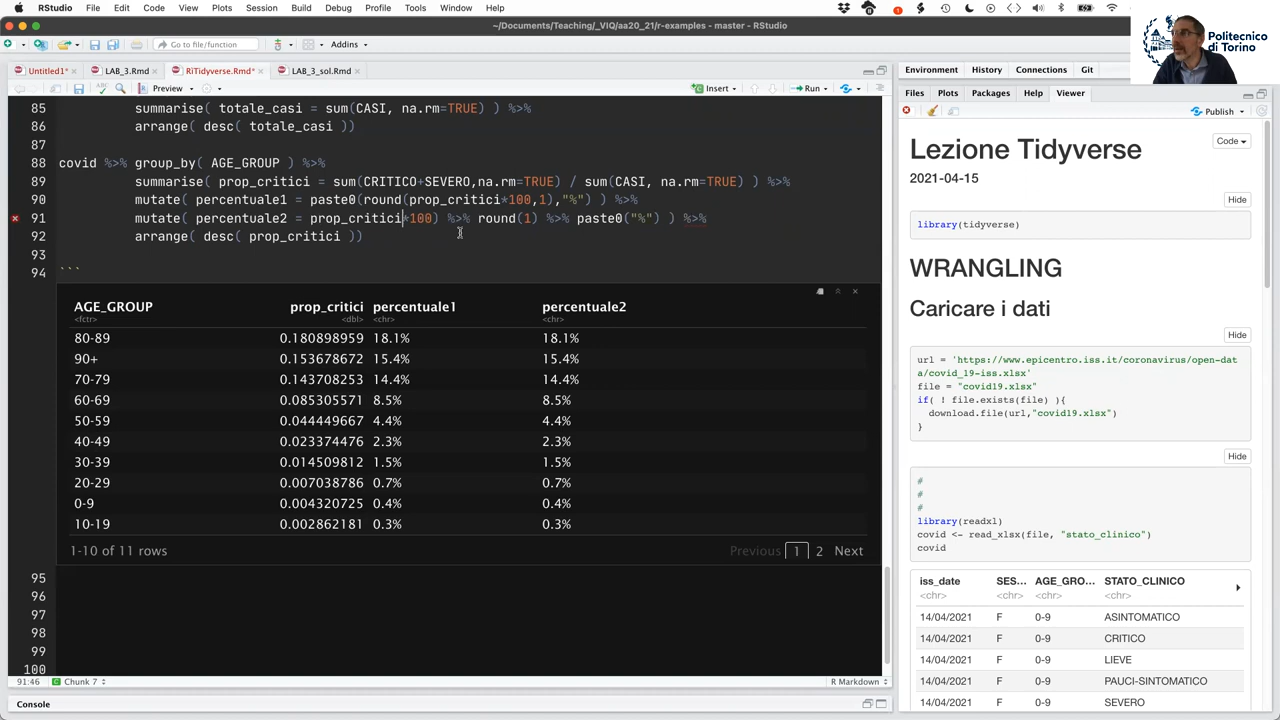 RStudio File Edit Code View Plots Session Build Debug Profile Tools Window Help
~/Documents/Teaching/_VIQ/aa20_21/r-examples - master - RStudio
Go to file/function Addins
Politecnico
di Torino
Untitled1* LAB_3.Rmd RiTidyverse.Rmd* LAB_3_sol.Rmd
Preview Insert Run
85 summarise( totale_casi = sum(CASI, na.rm=TRUE) ) %>%
86 arrange( desc( totale_casi ))
87
88 covid %>% group_by( AGE_GROUP ) %>%
89 summarise( prop_critici = sum(CRITICO+SEVERO,na.rm=TRUE) / sum(CASI, na.rm=TRUE) ) %>%
90 mutate( percentuale1 = paste0(round(prop_critici*100,1),"%") ) %>%
91 mutate( percentuale2 = prop_critici*100) %>% round(1) %>% paste0("%") ) %>%
92 arrange( desc( prop_critici ))
93
94 ```
AGE_GROUP prop_critici percentuale1 percentuale2
<fctr> <dbl> <chr> <chr>
80-89 0.180898959 18.1% 18.1%
90+ 0.153678672 15.4% 15.4%
70-79 0.143708253 14.4% 14.4%
60-69 0.085305571 8.5% 8.5%
50-59 0.044449667 4.4% 4.4%
40-49 0.023374476 2.3% 2.3%
30-39 0.014509812 1.5% 1.5%
20-29 0.007038786 0.7% 0.7%
0-9 0.004320725 0.4% 0.4%
10-19 0.002862181 0.3% 0.3%
1-10 of 11 rows Previous 1 2 Next
95
96
97
98
99
100
91:46 Chunk 7 R Markdown
Console
Environment History Connections Git
Files Plots Packages Help Viewer
Publish
Lezione Tidyverse
Code
2021-04-15
Hide
library(tidyverse)
WRANGLING
Caricare i dati
Hide
url = 'https://www.epicentro.iss.it/coronavirus/open-dat
a/covid_19-iss.xlsx'
file = "covid19.xlsx"
if( ! file.exists(file) ){
download.file(url,"covid19.xlsx")
}
Hide
#
#
#
library(readxl)
covid <- read_xlsx(file, "stato_clinico")
covid
iss_date SES... AGE_GRO... STATO_CLINICO
<chr> <chr> <chr> <chr>
14/04/2021 F 0-9 ASINTOMATICO
14/04/2021 F 0-9 CRITICO
14/04/2021 F 0-9 LIEVE
14/04/2021 F 0-9 PAUCI-SINTOMATICO
14/04/2021 F 0-9 SEVERO